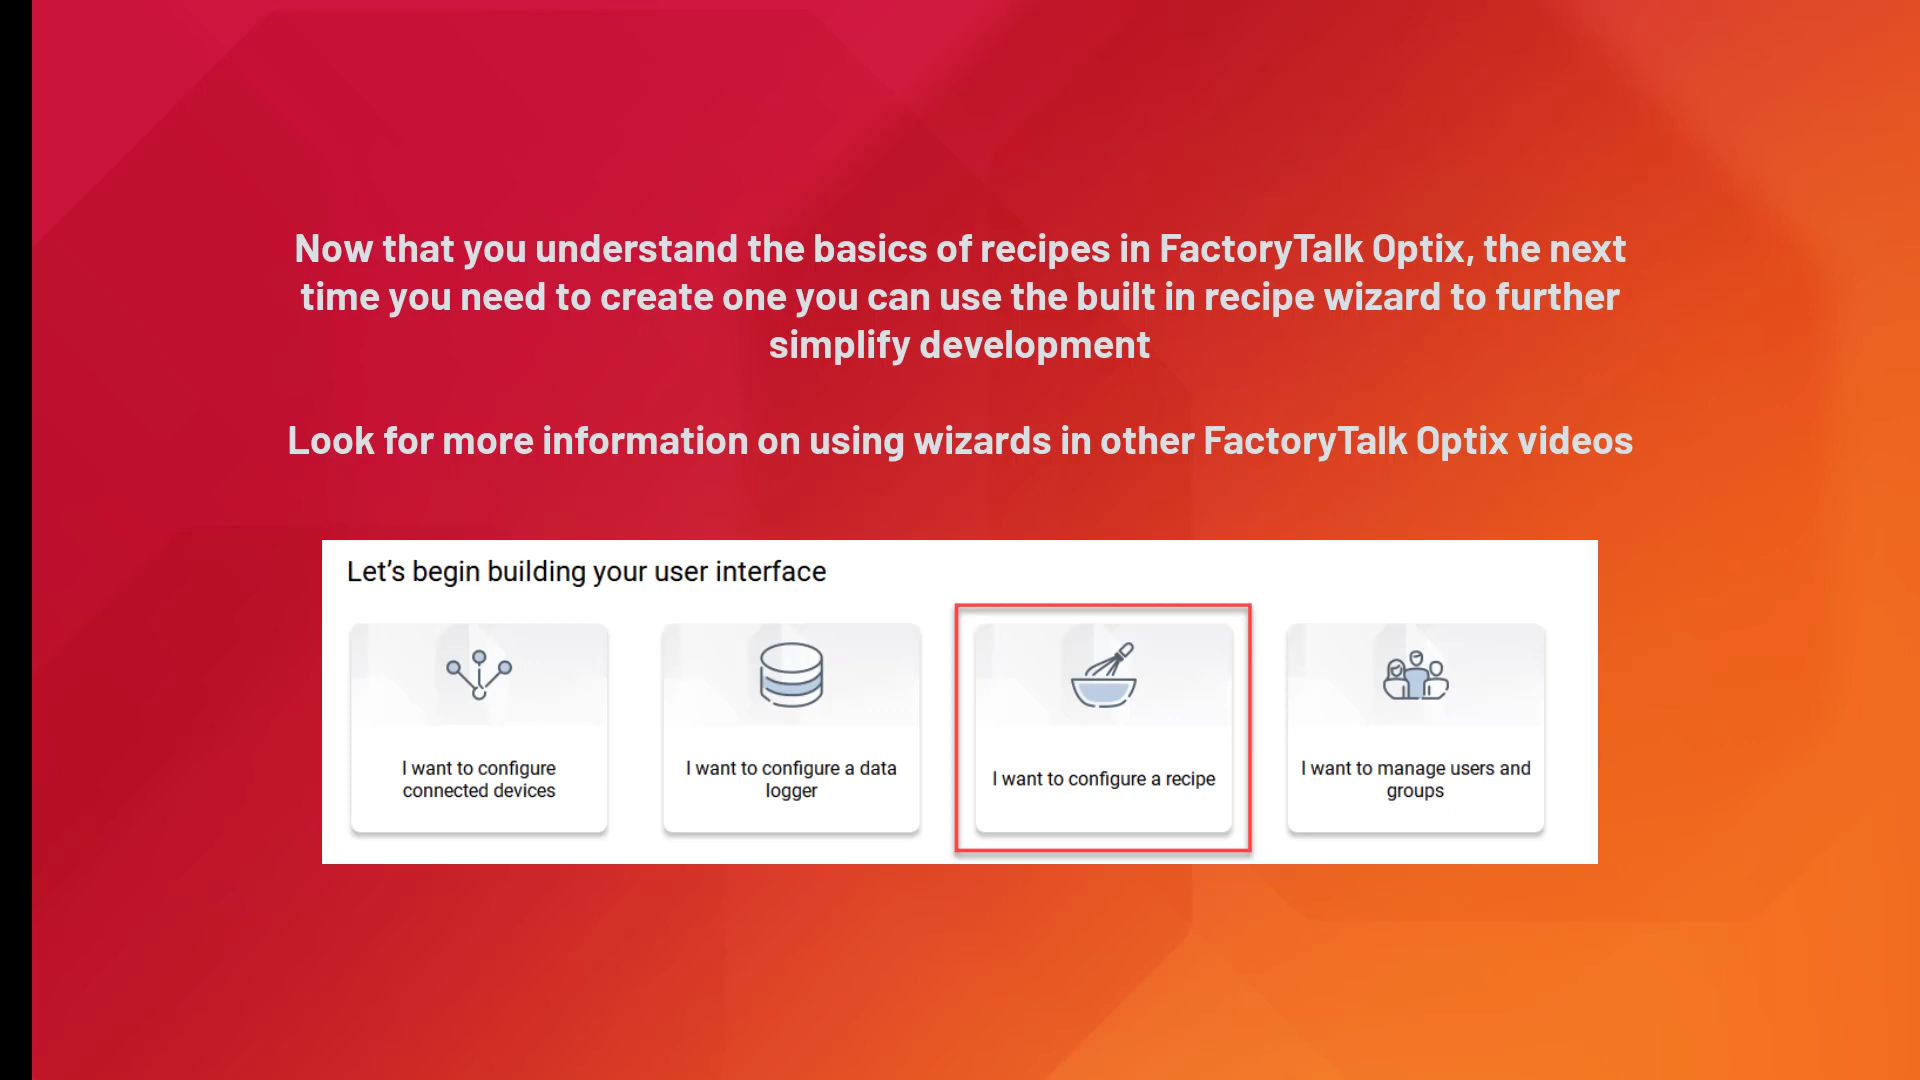 Now that you understand the basics of recipes in FactoryTalk Optix, the next
time you need to create one you can use the built in recipe wizard to further
simplify development
Look for more information on using wizards in other FactoryTalk Optix videos
Let's begin building your user interface
I want to configure
connected devices
I want to configure a data
logger
I want to configure a recipe
I want to manage users and
groups